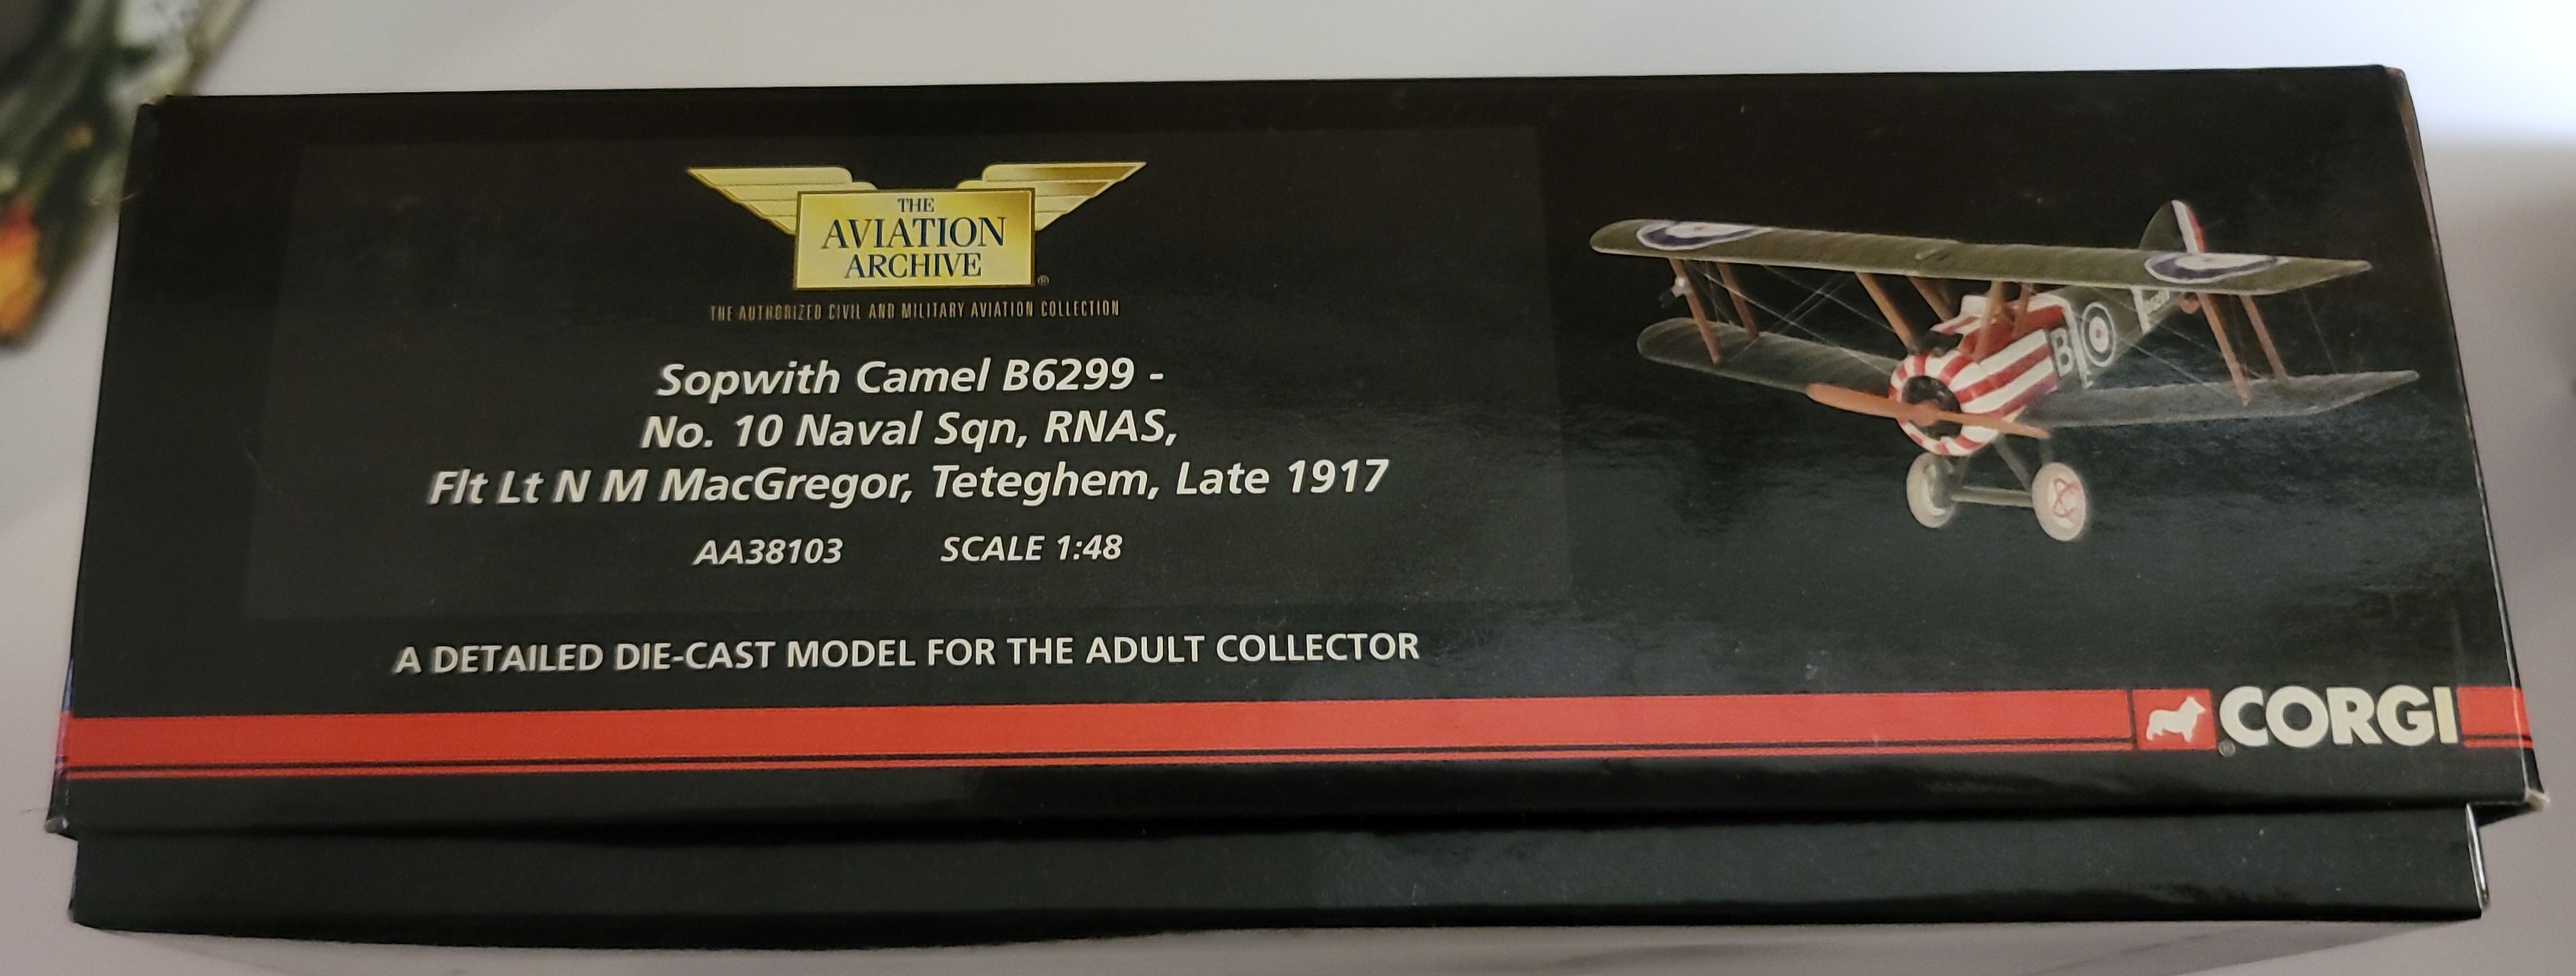 THE
AVIATION
ARCHIVE
®
THE AUTHORIZED CIVIL AND MILITARY AVIATION COLLECTION
Sopwith Camel B6299 -
No. 10 Naval Sqn, RNAS,
Flt Lt N M MacGregor, Teteghem, Late 1917
AA38103 SCALE 1:48
A DETAILED DIE-CAST MODEL FOR THE ADULT COLLECTOR
B
®CORGI